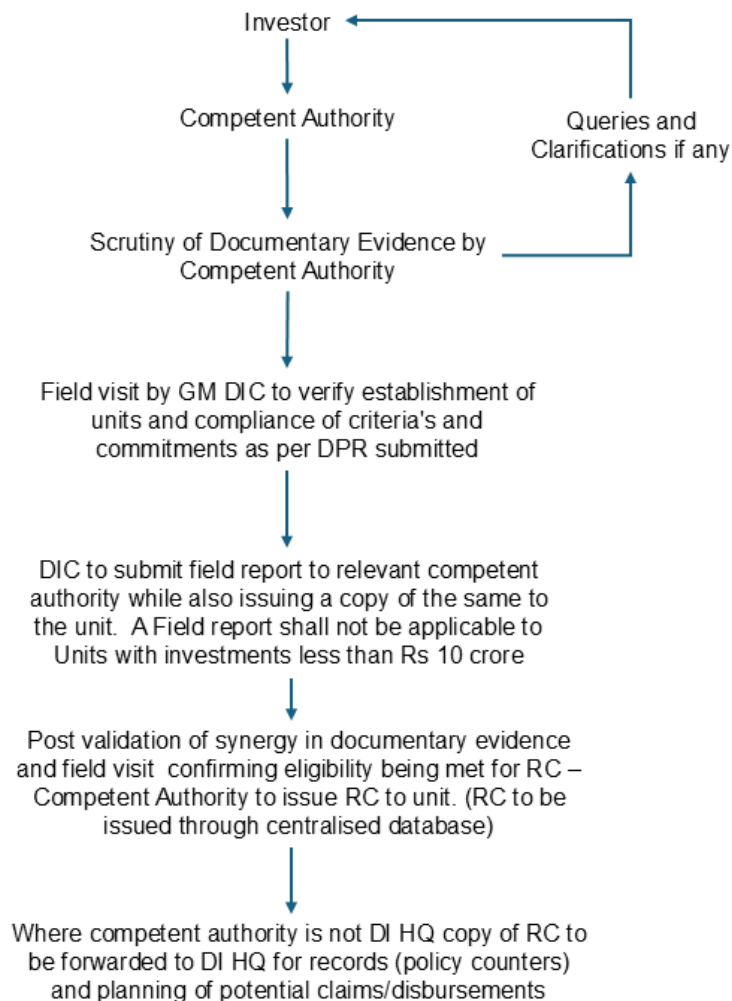 Investor
Competent Authority
Queries and
Clarifications if any
Scrutiny of Documentary Evidence by
Competent Authority
Field visit by GM DIC to verify establishment of
units and compliance of criteria's and
commitments as per DPR submitted
DIC to submit field report to relevant competent
authority while also issuing a copy of the same to
the unit.  A Field report shall not be applicable to
Units with investments less than Rs 10 crore
Post validation of synergy in documentary evidence
and field visit  confirming eligibility being met for RC –
Competent Authority to issue RC to unit. (RC to be
issued through centralised database)
Where competent authority is not DI HQ copy of RC to
be forwarded to DI HQ for records (policy counters)
and planning of potential claims/disbursements